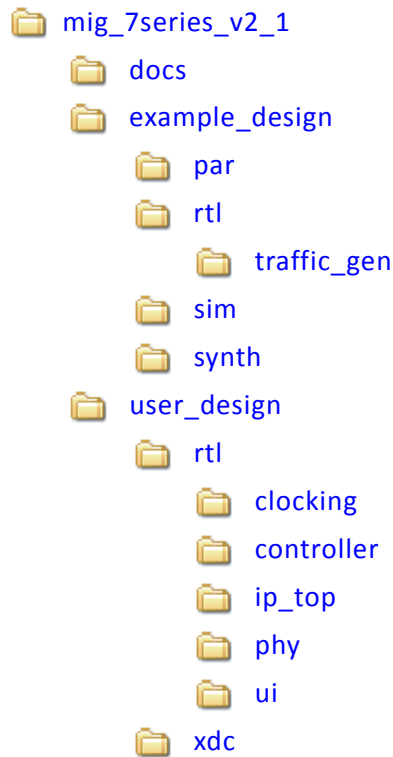 mig_7series_v2_1
docs
example_design
par
rtl
traffic_gen
sim
synth
user_design
rtl
clocking
controller
ip_top
phy
ui
xdc